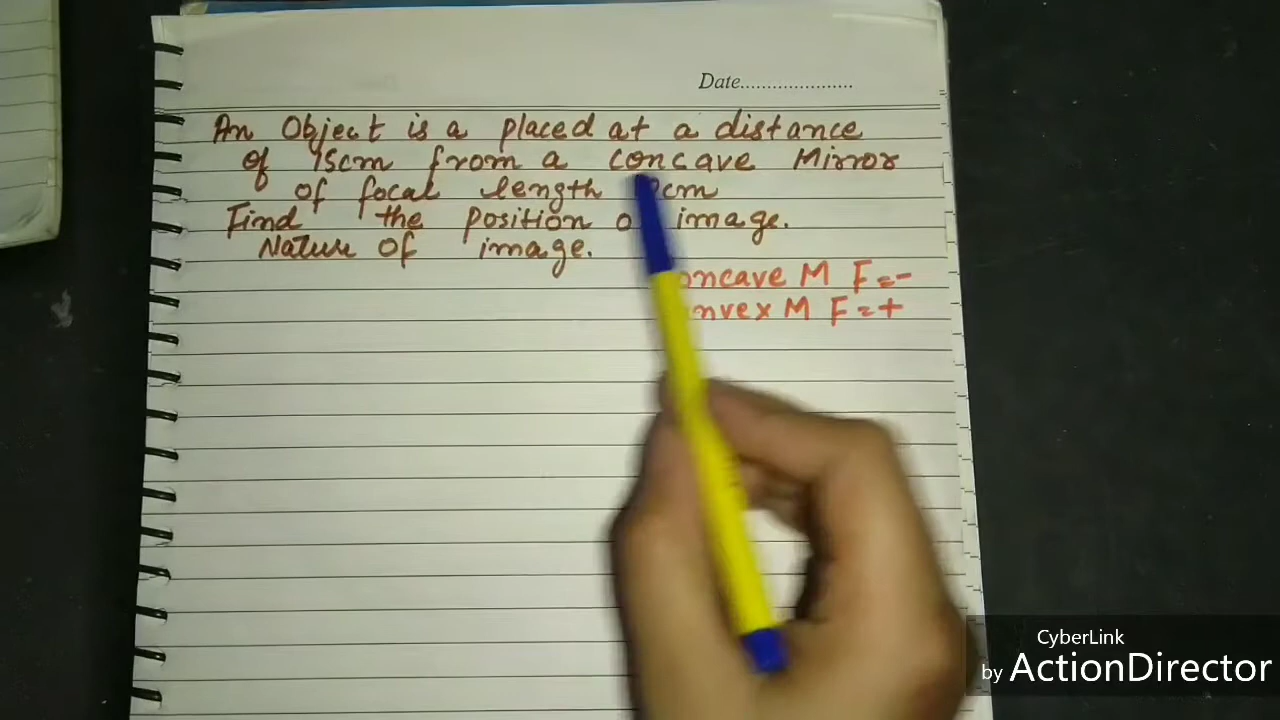 Date......................
An Object is a placed at a distance
of 15cm from a concave Mirror
of focal length cm
Find the position image.
Nature of image.
M F=-
M F=+
CyberLink
by ActionDirector